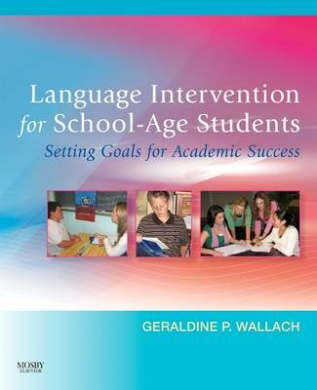 Language Intervention
for School-Age Students
Setting Goals for Academic Success
GERALDINE P. WALLACH
MOSBY
ELSEVIER